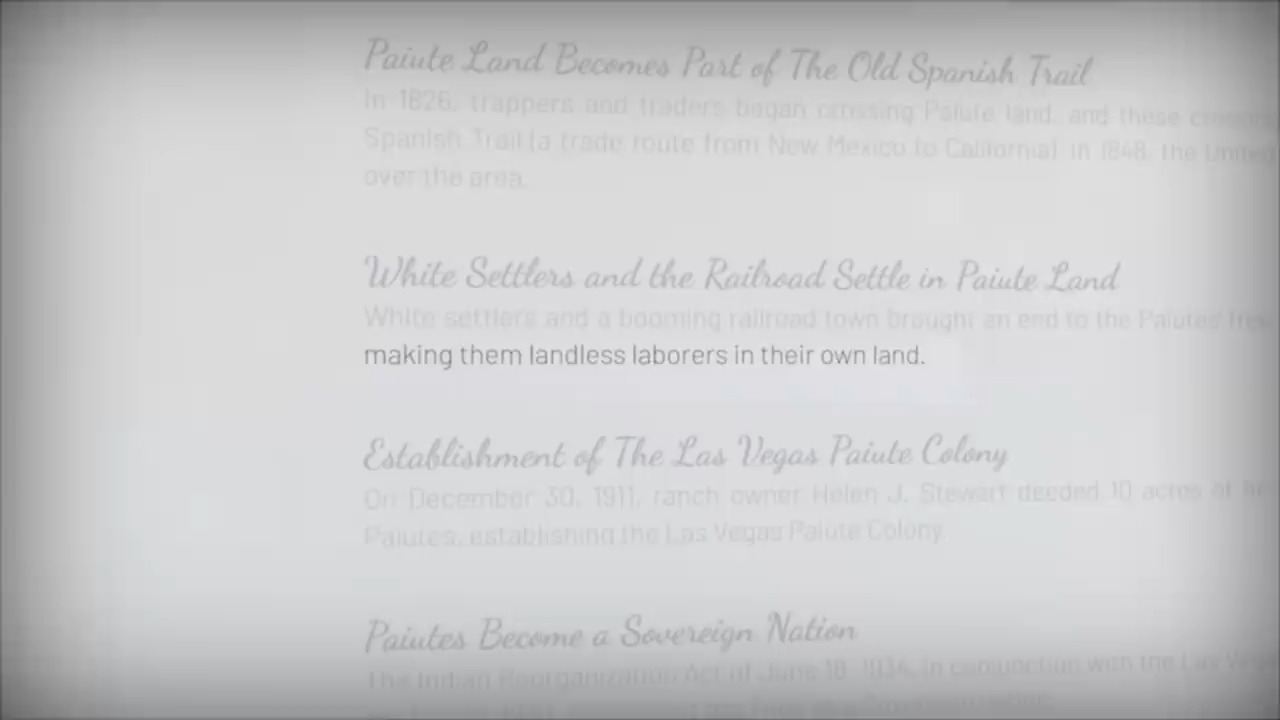 Paiute Land Becomes Part of The Old Spanish Trail
In 1826, trappers and traders began crossing Paiute land, and these
Spanish Trail (a trade route from New Mexico to California). In 1848, the United
over the area.
White Settlers and the Railroad Settle in Paiute Land
White settlers and a booming railroad town brought an end to the Paiutes'
making them landless laborers in their own land.
Establishment of The Las Vegas Paiute Colony
On December 30, 1911, ranch owner Helen J. Stewart deeded 10 acres of
Paiutes, establishing the Las Vegas Paiute Colony.
Paiutes Become a Sovereign Nation
The Indian Reorganization Act of June 18, 1934, in conjunction with the Las